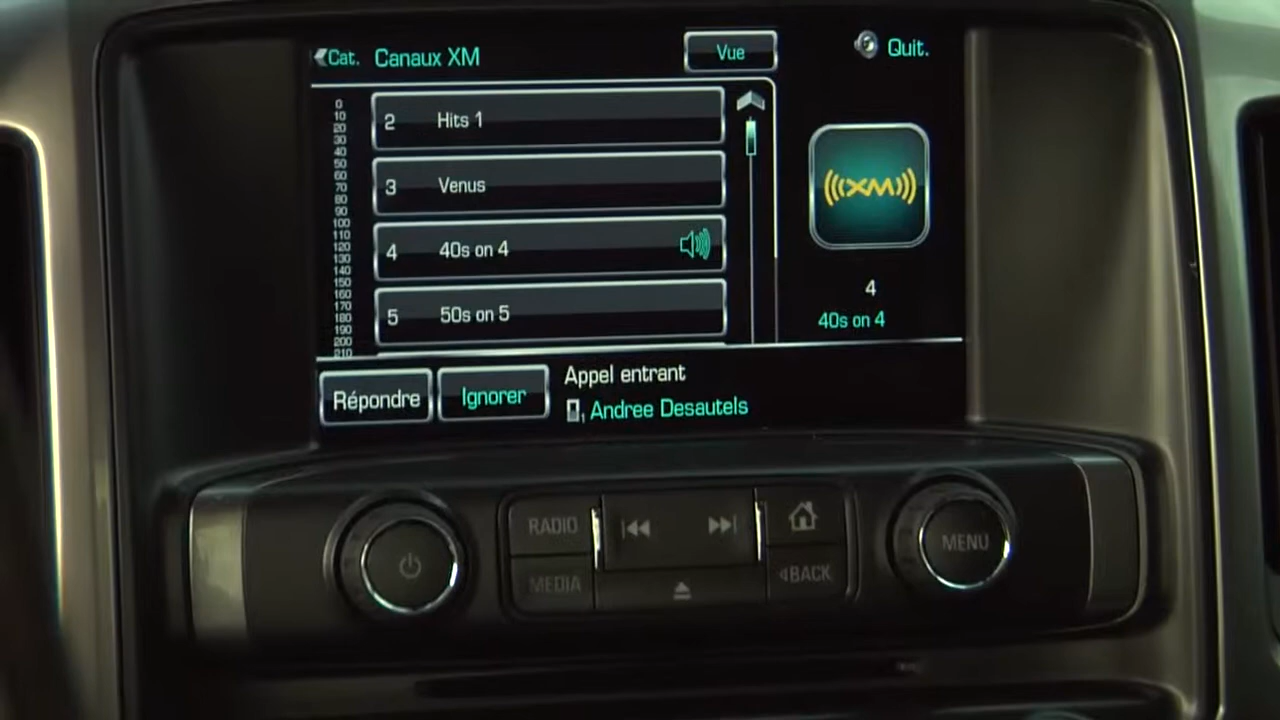 Cat. Canaux XM
Vue
Quit.
0
10
20
30
40
50
60
70
80
90
100
110
120
130
140
150
160
170
180
190
200
210
2 Hits 1
3 Venus
4 40s on 4
5 50s on 5
XM
4
40s on 4
Répondre
Ignorer
Appel entrant
1 Andree Desautels
RADIO
MEDIA
BACK
MENU